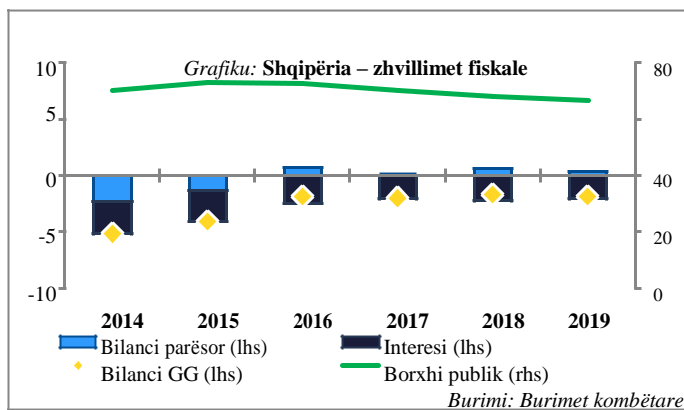 Grafiku: Shqipëria – zhvillimet fiskale
10
5
0
-5
-10
80
60
40
20
0
2014 2015 2016 2017 2018 2019
Bilanci parësor (lhs) Interesi (lhs)
Bilanci GG (lhs) Borxhi publik (rhs)
Burimi: Burimet kombëtare